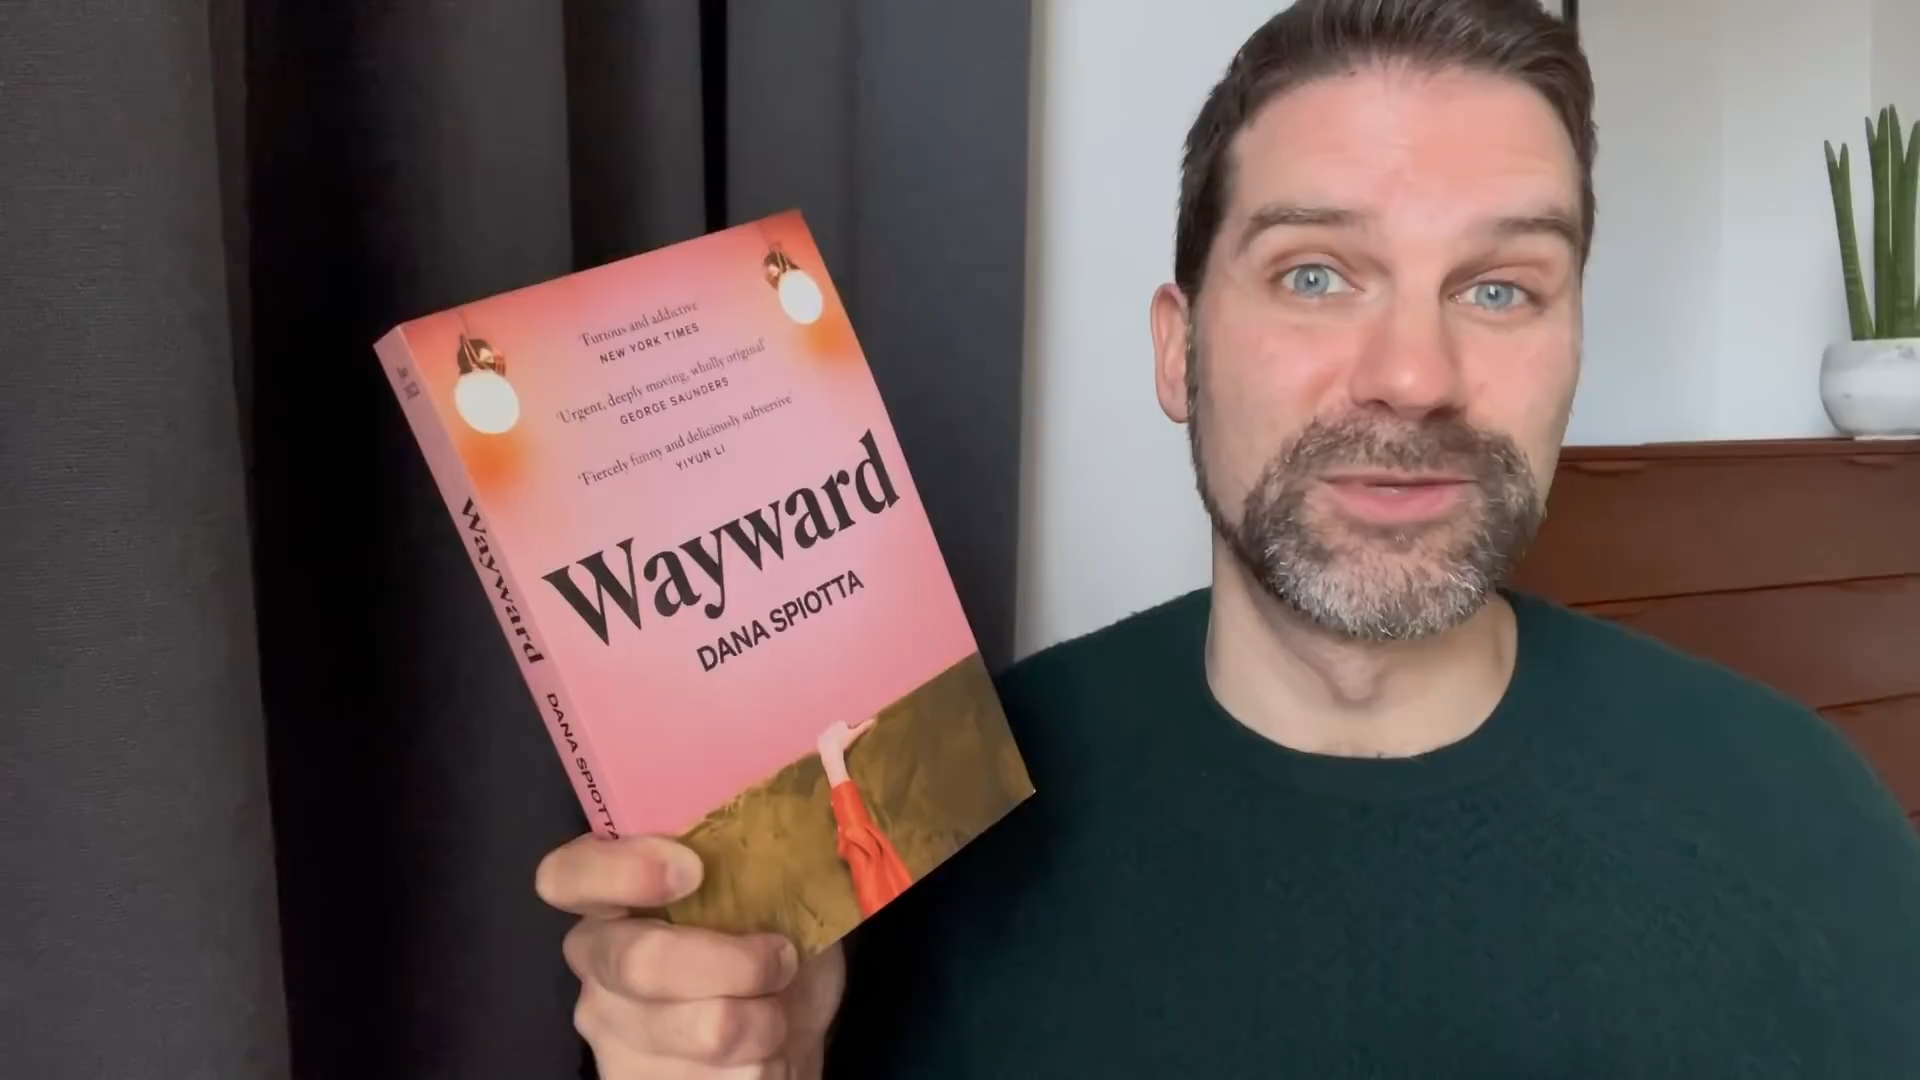 'Furious and addictive'
NEW YORK TIMES
'Urgent, deeply moving, wholly original'
GEORGE SAUNDERS
'Fiercely funny and deliciously subversive'
YIYUN LI
Wayward
DANA SPIOTTA
Wayward DANA SPIOTTA